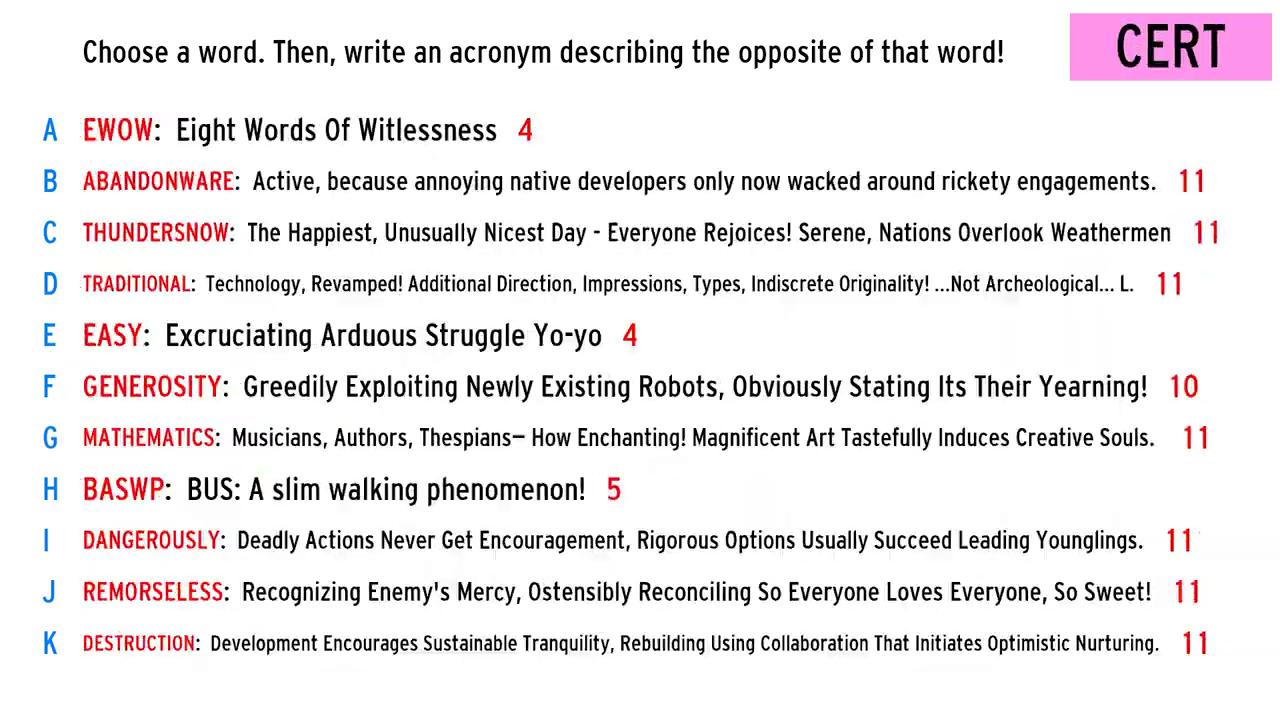 Choose a word. Then, write an acronym describing the opposite of that word!
CERT
A EWOW: Eight Words Of Witlessness 4
B ABANDONWARE: Active, because annoying native developers only now wacked around rickety engagements. 11
C THUNDERSNOW: The Happiest, Unusually Nicest Day - Everyone Rejoices! Serene, Nations Overlook Weathermen 11
D TRADITIONAL: Technology, Revamped! Additional Direction, Impressions, Types, Indiscrete Originality! ...Not Archeological... L. 11
E EASY: Excruciating Arduous Struggle Yo-yo 4
F GENEROSITY: Greedily Exploiting Newly Existing Robots, Obviously Stating Its Their Yearning! 10
G MATHEMATICS: Musicians, Authors, Thespians— How Enchanting! Magnificent Art Tastefully Induces Creative Souls. 11
H BASWP: BUS: A slim walking phenomenon! 5
I DANGEROUSLY: Deadly Actions Never Get Encouragement, Rigorous Options Usually Succeed Leading Younglings. 11
J REMORSELESS: Recognizing Enemy's Mercy, Ostensibly Reconciling So Everyone Loves Everyone, So Sweet! 11
K DESTRUCTION: Development Encourages Sustainable Tranquility, Rebuilding Using Collaboration That Initiates Optimistic Nurturing. 11